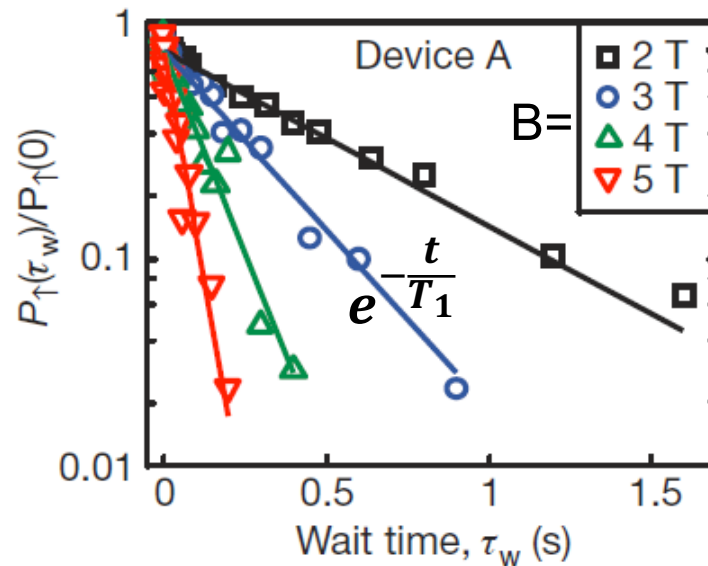 P↑(τw)/P↑(0)
1
0.1
0.01
Device A
B=
2 T
3 T
4 T
5 T
e^{-t/T₁}
0
0.5
1
1.5
Wait time, τw (s)